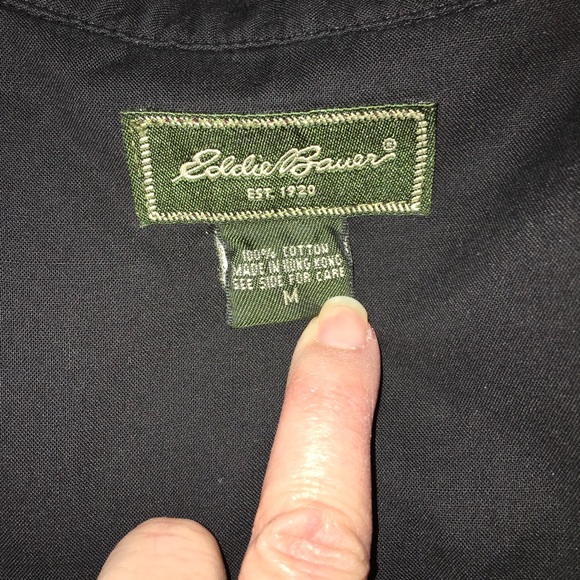 Eddie Bauer®
EST. 1920
100% COTTON
MADE IN HONG KONG
SEE SIDE FOR CARE
M